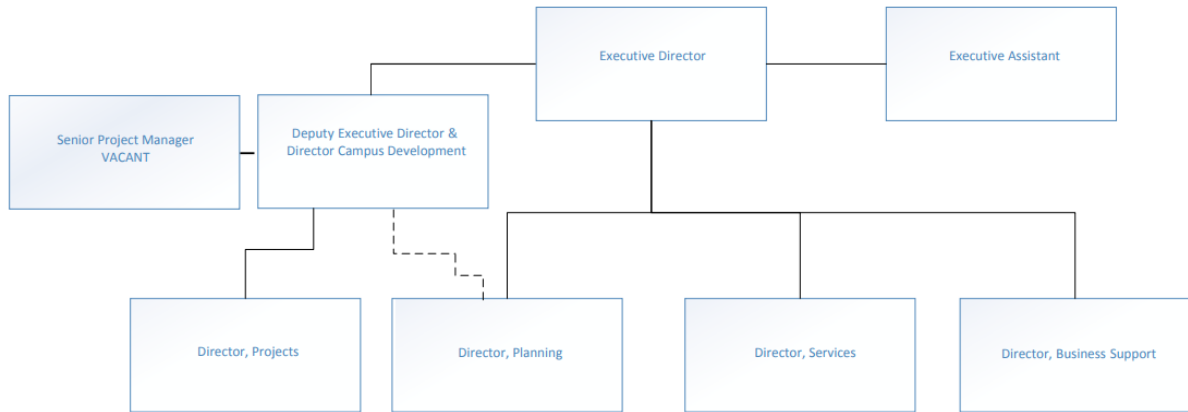 Executive Director
Executive Assistant
Senior Project Manager
VACANT
Deputy Executive Director &
Director Campus Development
Director, Projects
Director, Planning
Director, Services
Director, Business Support